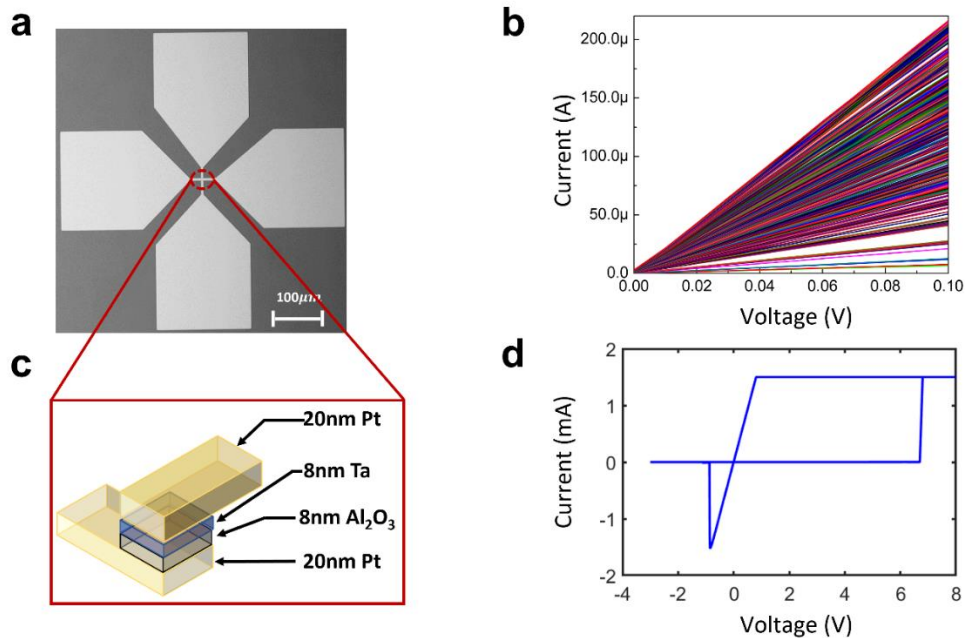 a
100μm
b
200.0μ
150.0μ
100.0μ
50.0μ
0.0
0.00 0.02 0.04 0.06 0.08 0.10
Current (A)
Voltage (V)
c
20nm Pt
8nm Ta
8nm Al₂O₃
20nm Pt
d
2
1
0
-1
-2
-4 -2 0 2 4 6 8
Current (mA)
Voltage (V)